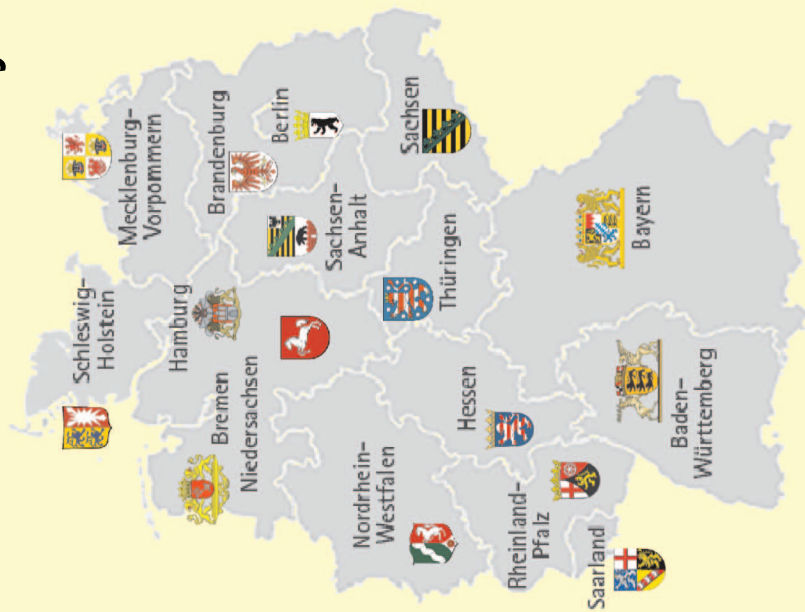 Schleswig-
Holstein
Mecklenburg-
Vorpommern
Hamburg
Bremen
Niedersachsen
Brandenburg
Berlin
Sachsen-
Anhalt
Sachsen
Nordrhein-
Westfalen
Hessen
Thüringen
Rheinland-
Pfalz
Saarland
Baden-
Württemberg
Bayern